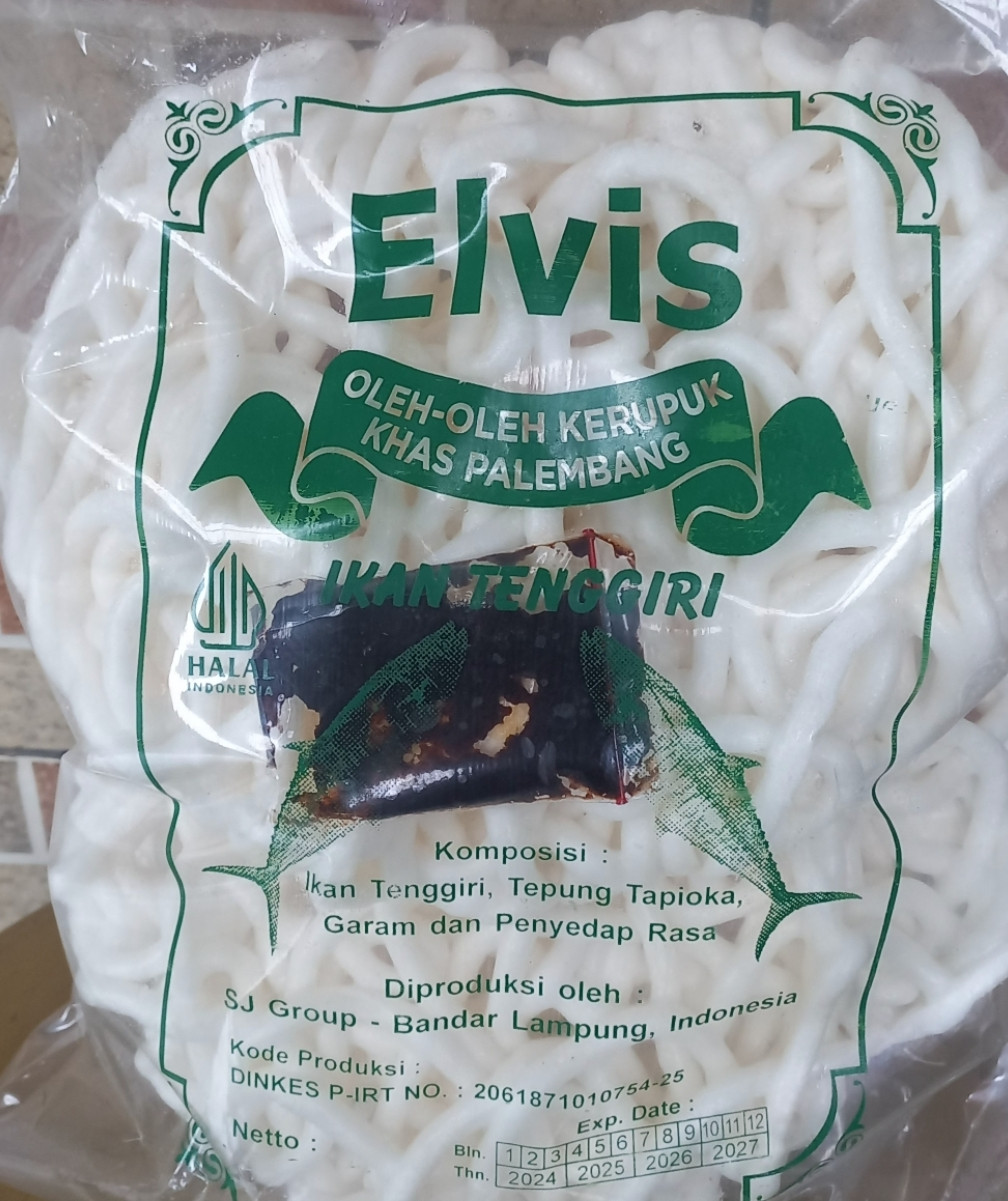 Elvis
OLEH-OLEH KERUPUK
KHAS PALEMBANG
IKAN TENGGIRI
HALAL
INDONESIA
Komposisi :
Ikan Tenggiri, Tepung Tapioka,
Garam dan Penyedap Rasa
Diproduksi oleh :
SJ Group - Bandar Lampung, Indonesia
Kode Produksi :
DINKES P-IRT NO. : 2061871010754-25
Exp. Date :
Netto :
Bln. 1 2 3 4 5 6 7 8 9 10 11 12
Thn. 2024 2025 2026 2027